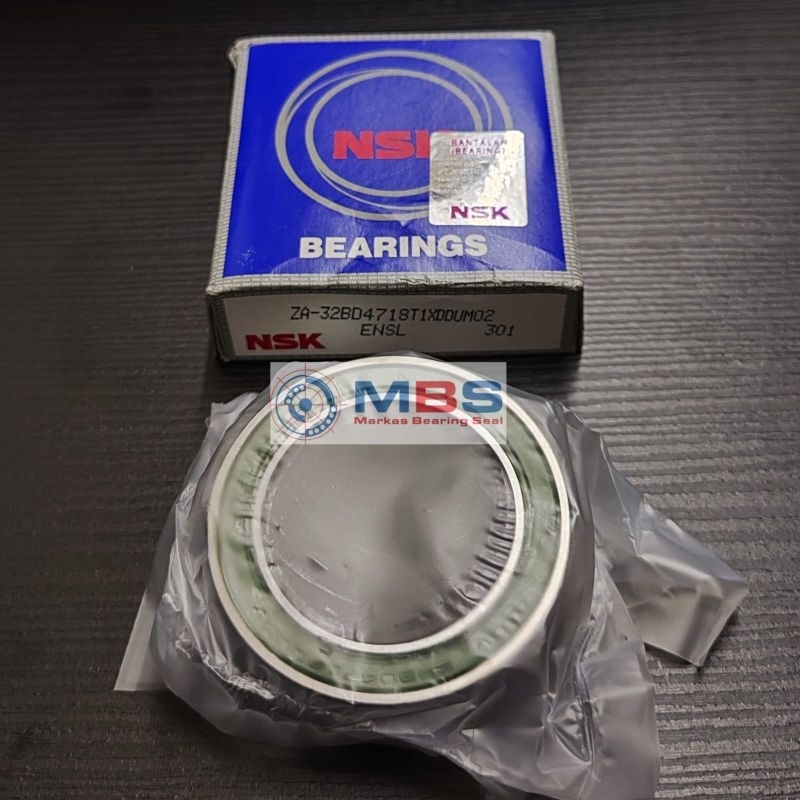 NSK
BANTALAN
(BEARING)
NSK
BEARINGS
ZA-32BD4718T1XDDUM02
NSK ENSL 301
MBS
Markas Bearing Seal